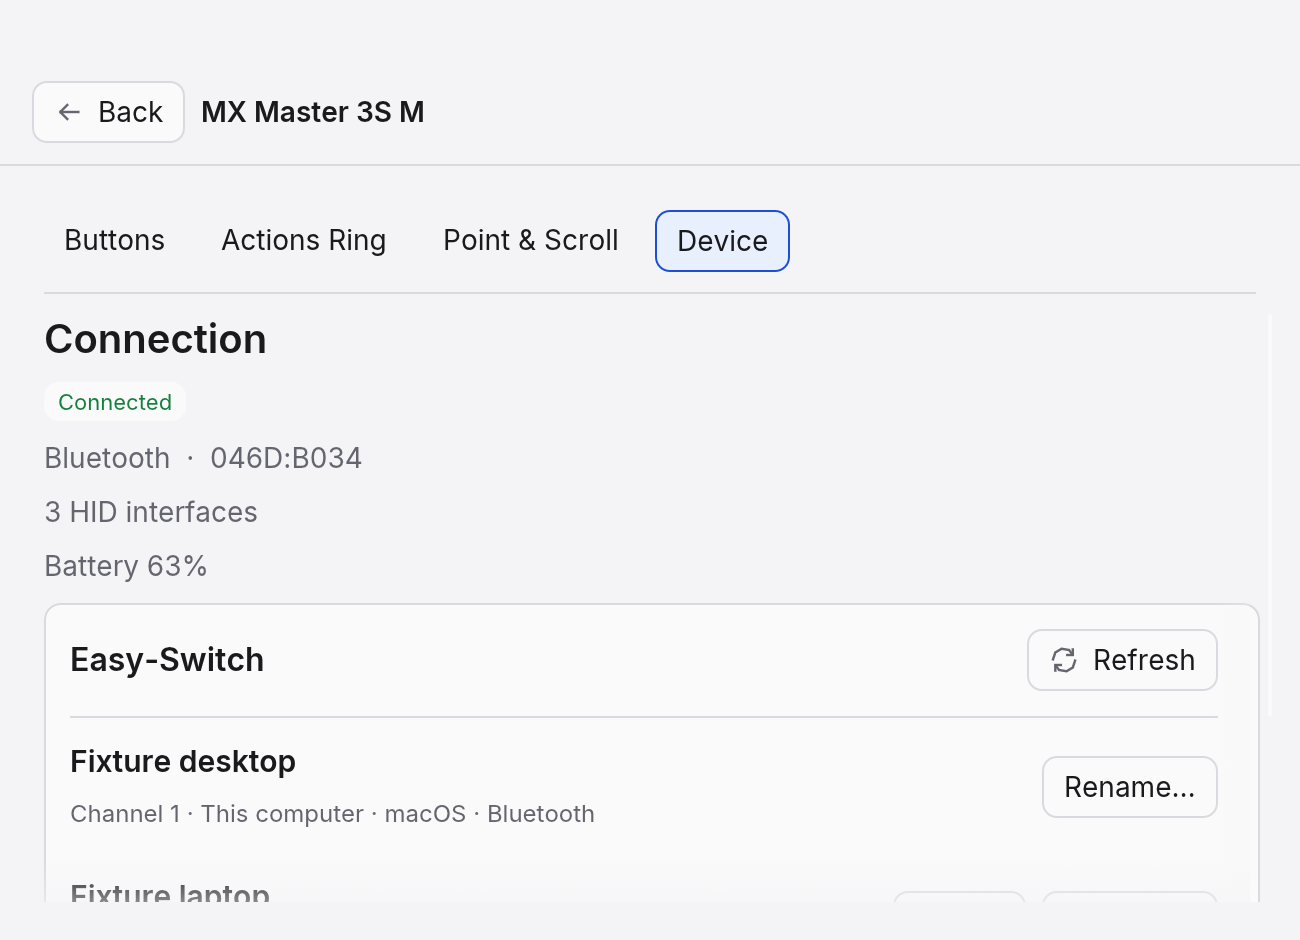 Back
MX Master 3S M
Buttons
Actions Ring
Point & Scroll
Device
Connection
Connected
Bluetooth · 046D:B034
3 HID interfaces
Battery 63%
Easy-Switch
Refresh
Fixture desktop
Rename...
Channel 1 · This computer · macOS · Bluetooth
Fixture laptop